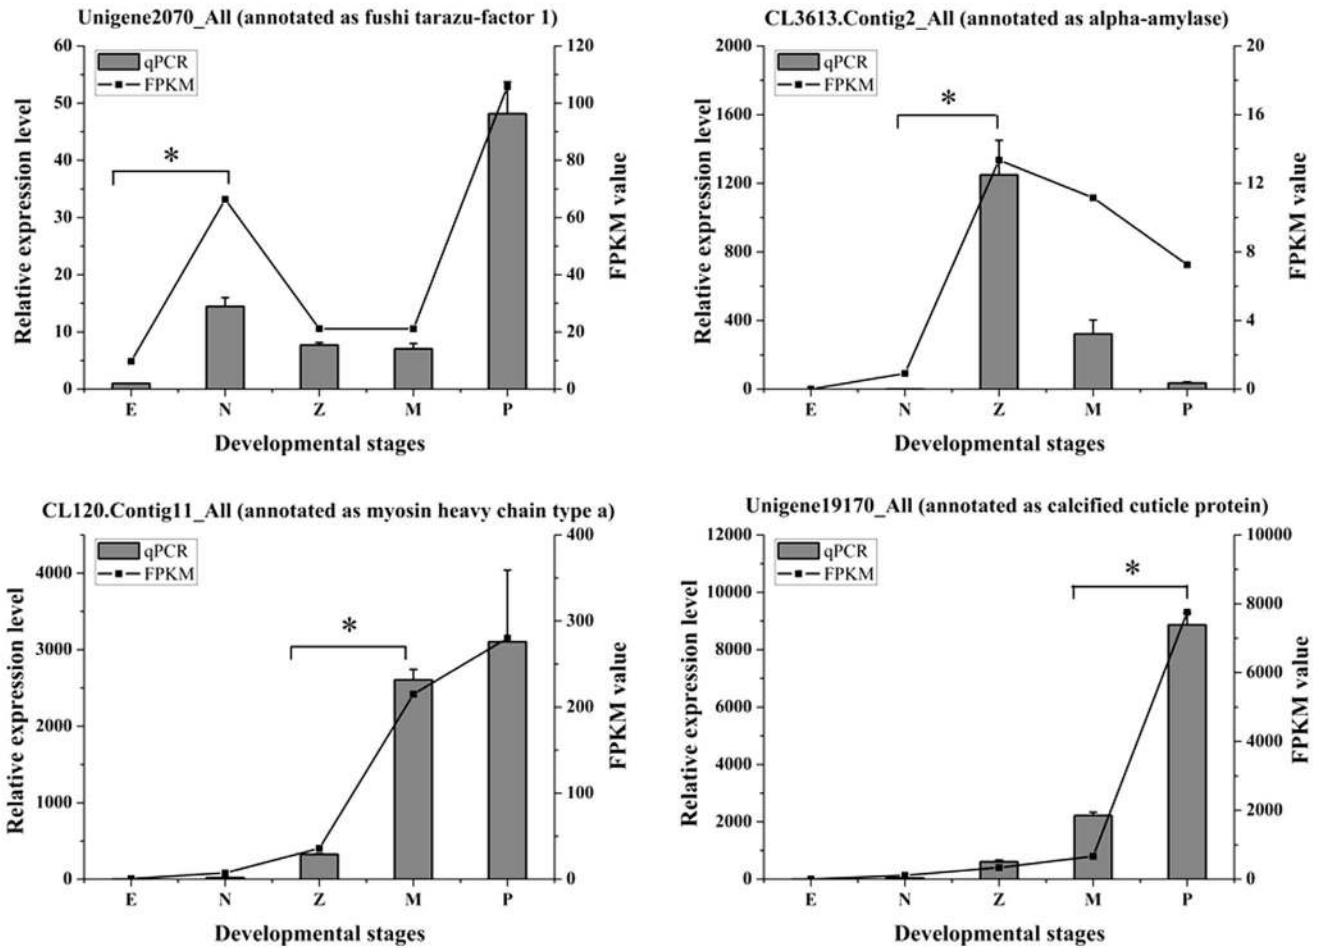 Unigene2070_All (annotated as fushi tarazu-factor 1)
60
50
40
30
20
10
0
Relative expression level
qPCR
FPKM
*
120
100
80
60
40
20
0
FPKM value
E N Z M P
Developmental stages
CL3613.Contig2_All (annotated as alpha-amylase)
2000
1600
1200
800
400
0
Relative expression level
qPCR
FPKM
*
20
16
12
8
4
0
FPKM value
E N Z M P
Developmental stages
CL120.Contig11_All (annotated as myosin heavy chain type a)
4000
3000
2000
1000
0
Relative expression level
qPCR
FPKM
*
400
300
200
100
0
FPKM value
E N Z M P
Developmental stages
Unigene19170_All (annotated as calcified cuticle protein)
12000
10000
8000
6000
4000
2000
0
Relative expression level
qPCR
FPKM
*
10000
8000
6000
4000
2000
0
FPKM value
E N Z M P
Developmental stages